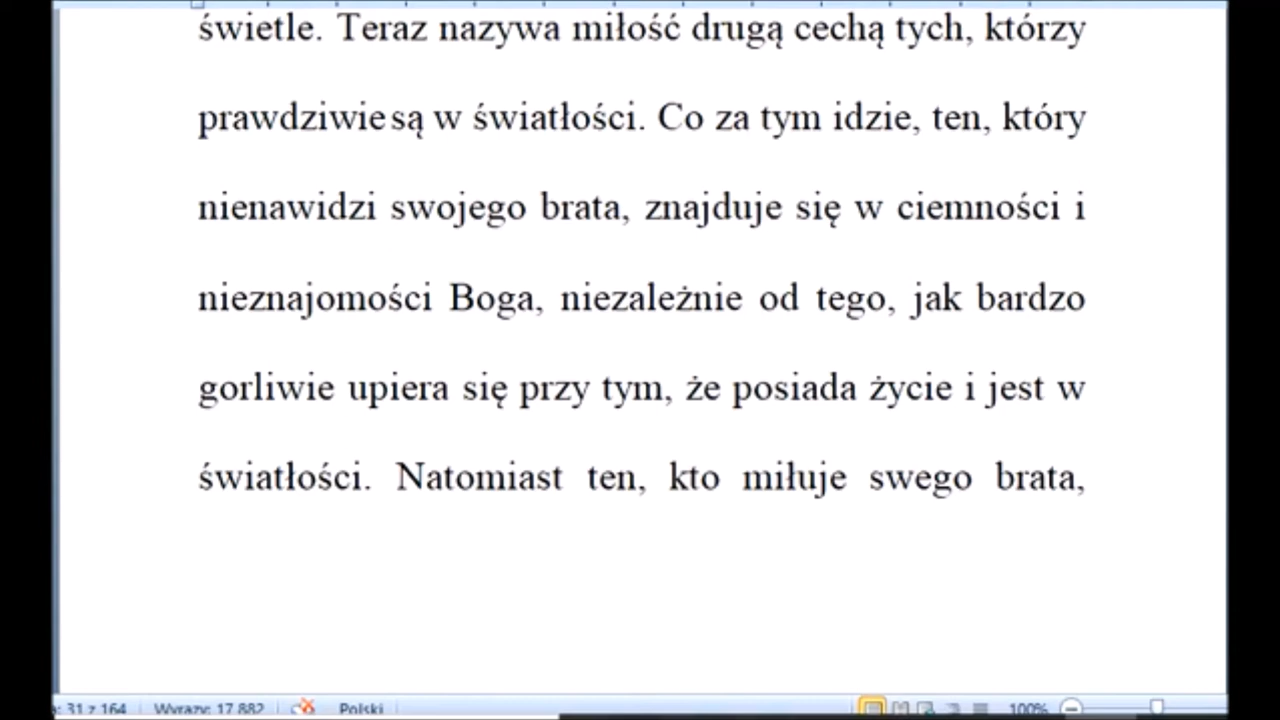 świetle. Teraz nazywa miłość drugą cechą tych, którzy
prawdziwie są w światłości. Co za tym idzie, ten, który
nienawidzi swojego brata, znajduje się w ciemności i
nieznajomości Boga, niezależnie od tego, jak bardzo
gorliwie upiera się przy tym, że posiada życie i jest w
światłości. Natomiast ten, kto miłuje swego brata,
: 31 z 164 Wyrazy: 17 882 Polski 100%